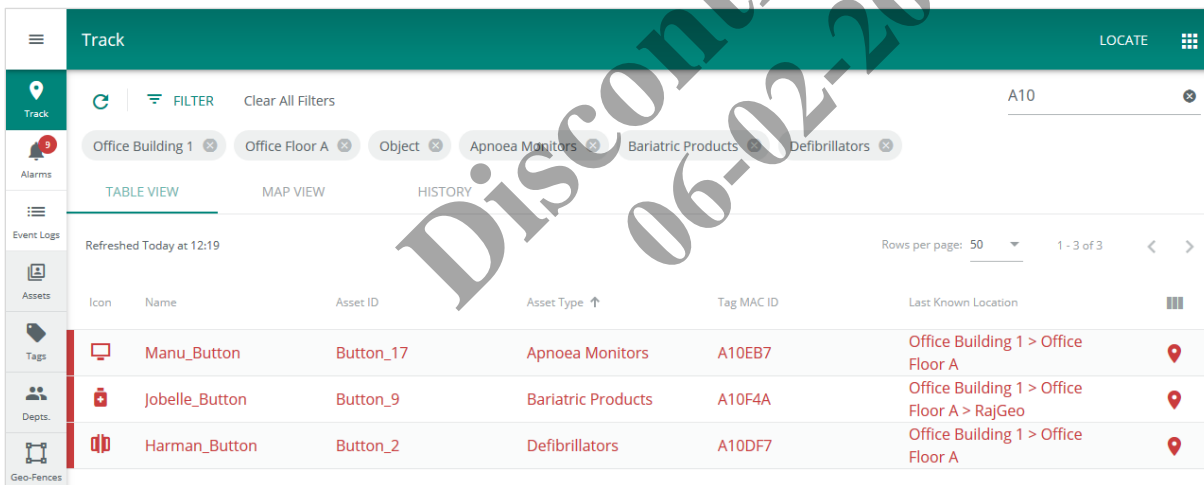 Track
LOCATE
Track
FILTER
Clear All Filters
A10
Office Building 1
Office Floor A
Object
Apnoea Monitors
Bariatric Products
Defibrillators
9
Alarms
TABLE VIEW
MAP VIEW
HISTORY
Event Logs
Refreshed Today at 12:19
Rows per page: 50
1 - 3 of 3
Assets
Icon
Name
Asset ID
Asset Type
Tag MAC ID
Last Known Location
Tags
Manu_Button
Button_17
Apnoea Monitors
A10EB7
Office Building 1 > Office
Floor A
Depts.
Jobelle_Button
Button_9
Bariatric Products
A10F4A
Office Building 1 > Office
Floor A > RajGeo
Geo-Fences
Harman_Button
Button_2
Defibrillators
A10DF7
Office Building 1 > Office
Floor A